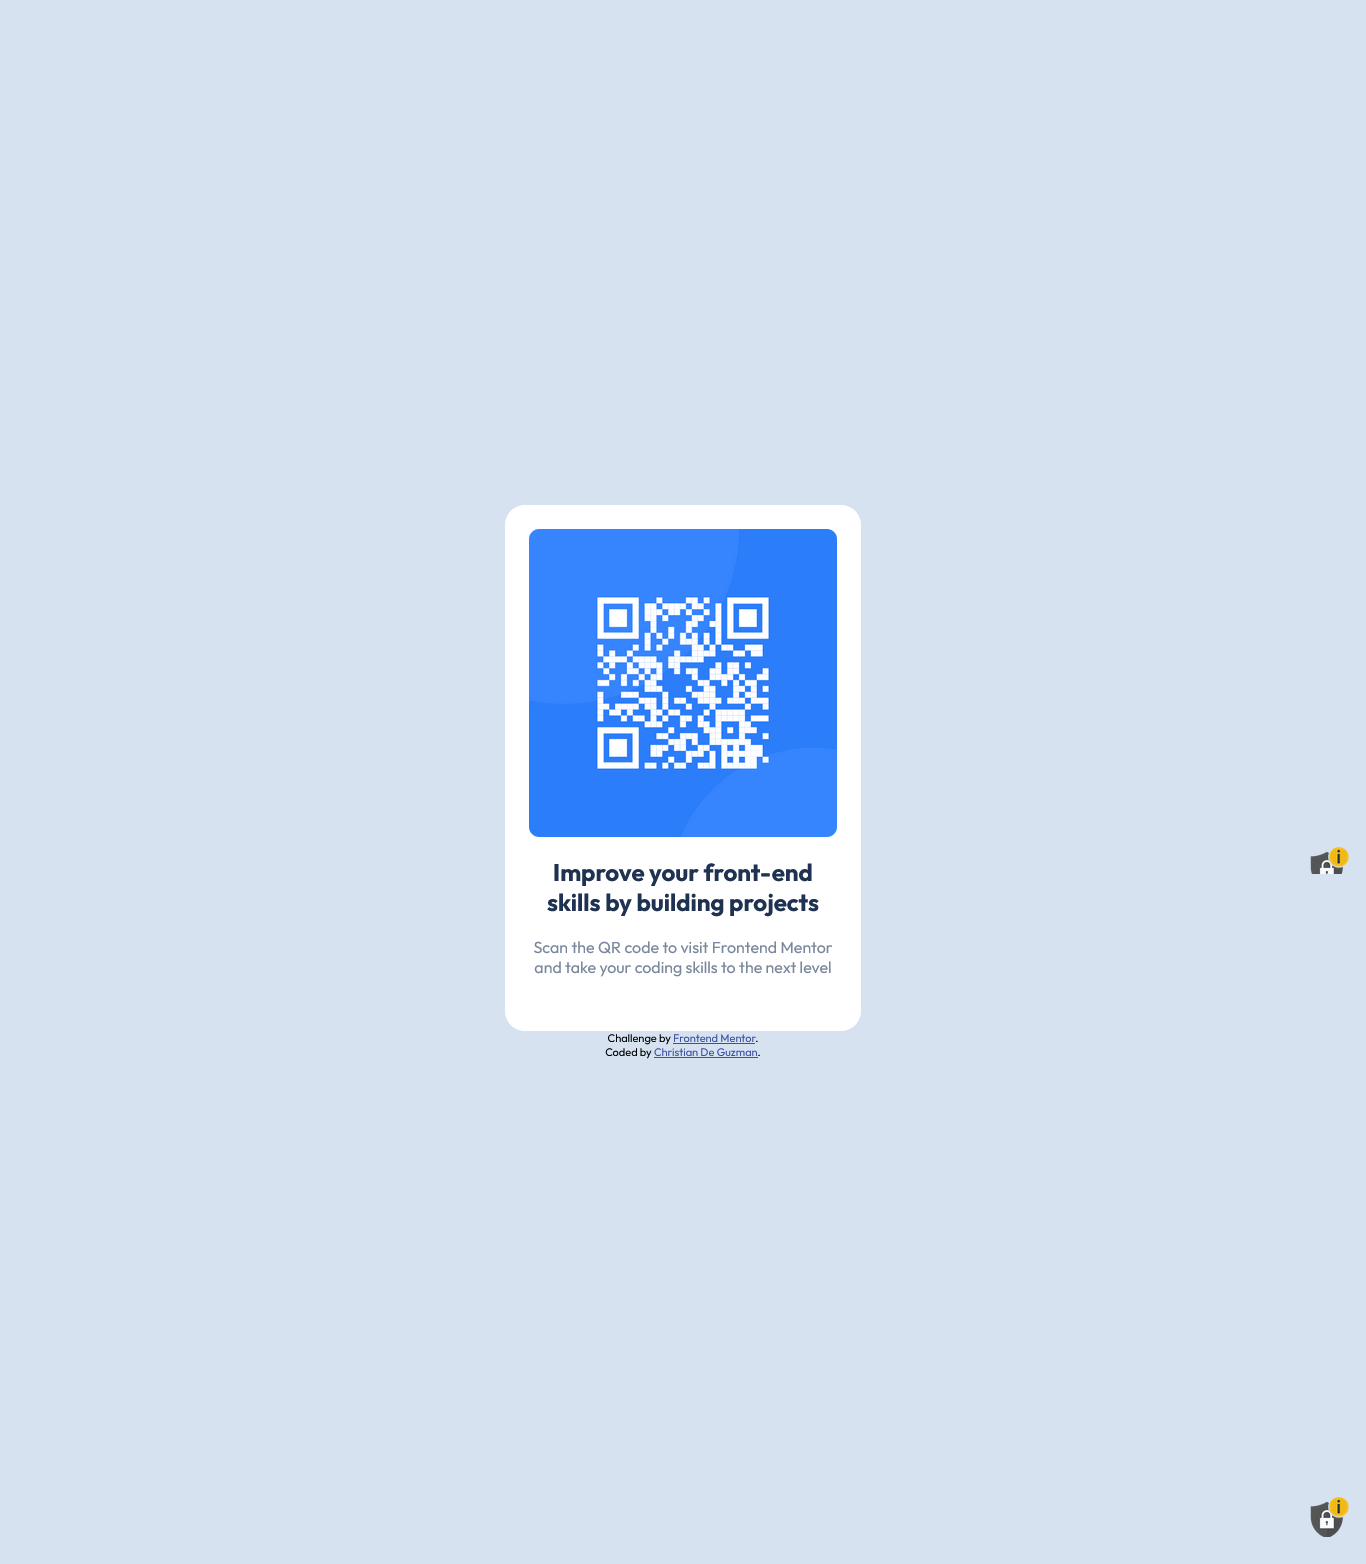 Improve your front-end
skills by building projects
Scan the QR code to visit Frontend Mentor
and take your coding skills to the next level
Challenge by Frontend Mentor.
Coded by Christian De Guzman.
i
i